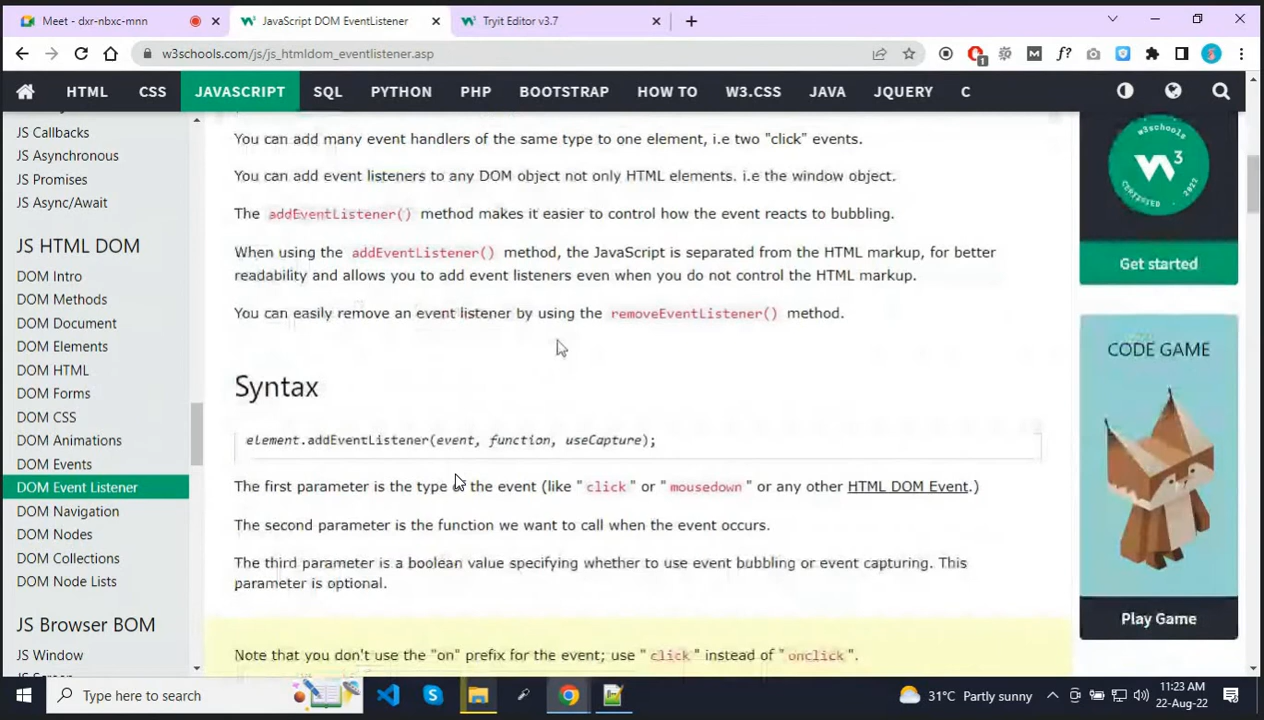 Meet - dxr-nbxc-mnn
JavaScript DOM EventListener
Tryit Editor v3.7
w3schools.com/js/js_htmldom_eventlistener.asp
HTML CSS JAVASCRIPT SQL PYTHON PHP BOOTSTRAP HOW TO W3.CSS JAVA JQUERY C
JS Callbacks
JS Asynchronous
JS Promises
JS Async/Await
JS HTML DOM
DOM Intro
DOM Methods
DOM Document
DOM Elements
DOM HTML
DOM Forms
DOM CSS
DOM Animations
DOM Events
DOM Event Listener
DOM Navigation
DOM Nodes
DOM Collections
DOM Node Lists
JS Browser BOM
JS Window
You can add many event handlers of the same type to one element, i.e two "click" events.
You can add event listeners to any DOM object not only HTML elements. i.e the window object.
The addEventListener() method makes it easier to control how the event reacts to bubbling.
When using the addEventListener() method, the JavaScript is separated from the HTML markup, for better
readability and allows you to add event listeners even when you do not control the HTML markup.
You can easily remove an event listener by using the removeEventListener() method.
Syntax
element.addEventListener(event, function, useCapture);
The first parameter is the type of the event (like "click" or "mousedown" or any other HTML DOM Event.)
The second parameter is the function we want to call when the event occurs.
The third parameter is a boolean value specifying whether to use event bubbling or event capturing. This
parameter is optional.
Note that you don't use the "on" prefix for the event; use "click" instead of "onclick".
w3schools
CERTIFIED 2022
Get started
CODE GAME
Play Game
Type here to search
31°C Partly sunny
11:23 AM
22-Aug-22